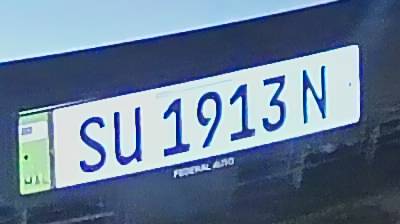 SU 1913 N
FEDERAL AUTO